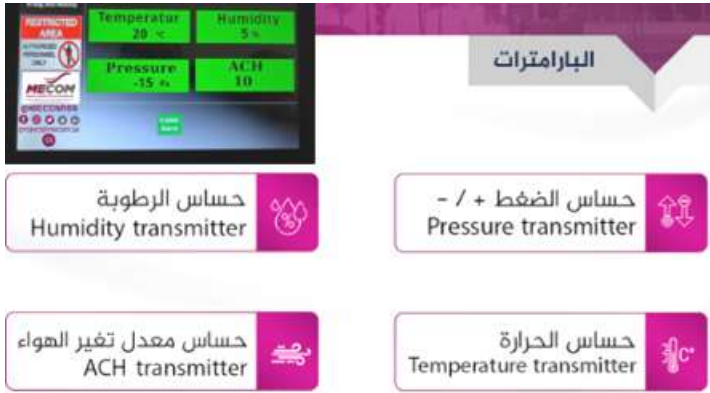 RESTRICTED
AREA
AUTHORIZED
PERSONNEL
ONLY
MECOM
Temperatur
20 °C
Humidity
5 %
Pressure
-15 Pa
ACH
10
البارامترات
حساس الضغط + / -
Pressure transmitter
حساس الرطوبة
Humidity transmitter
حساس الحرارة
Temperature transmitter
حساس معدل تغير الهواء
ACH transmitter
C°
%